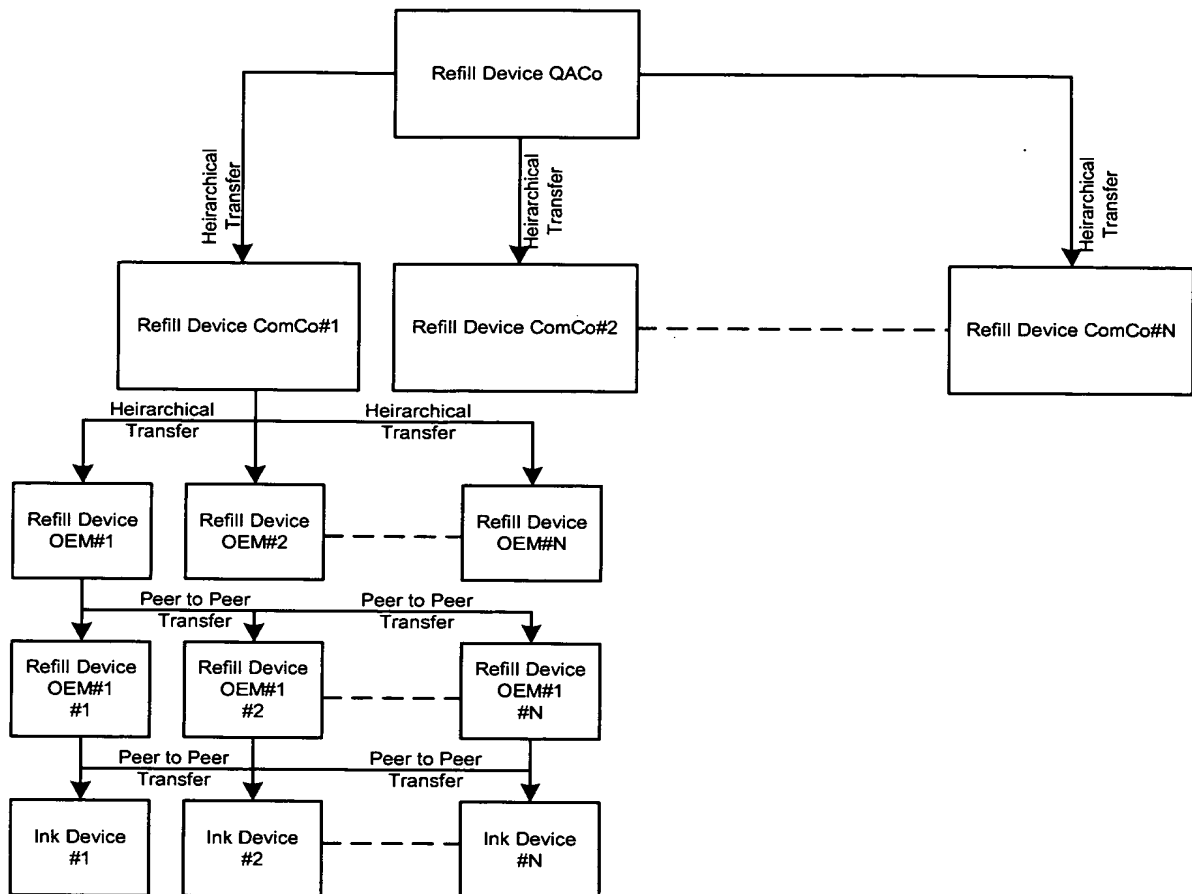 Refill Device QACo
Heirarchical
Transfer
Heirarchical
Transfer
Heirarchical
Transfer
Refill Device ComCo#1
Refill Device ComCo#2
Refill Device ComCo#N
Heirarchical
Transfer
Heirarchical
Transfer
Refill Device
OEM#1
Refill Device
OEM#2
Refill Device
OEM#N
Peer to Peer
Transfer
Peer to Peer
Transfer
Refill Device
OEM#1
#1
Refill Device
OEM#1
#2
Refill Device
OEM#1
#N
Peer to Peer
Transfer
Peer to Peer
Transfer
Ink Device
#1
Ink Device
#2
Ink Device
#N